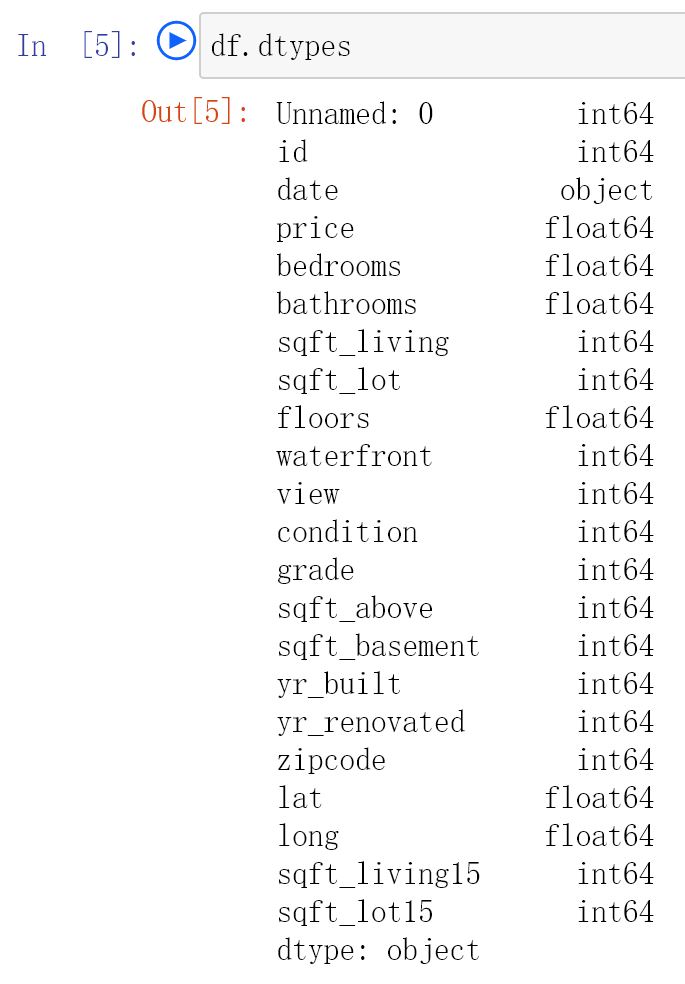 In [5]: df.dtypes
Out[5]: Unnamed: 0 int64
id int64
date object
price float64
bedrooms float64
bathrooms float64
sqft_living int64
sqft_lot int64
floors float64
waterfront int64
view int64
condition int64
grade int64
sqft_above int64
sqft_basement int64
yr_built int64
yr_renovated int64
zipcode int64
lat float64
long float64
sqft_living15 int64
sqft_lot15 int64
dtype: object